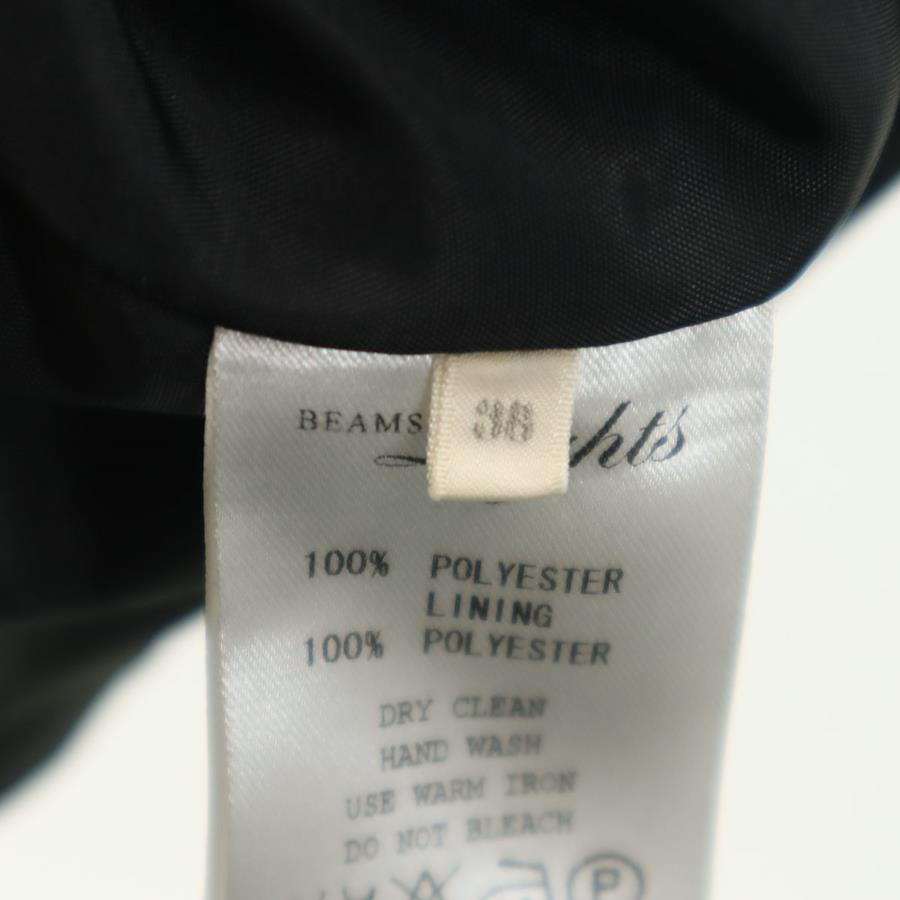 BEAMS
38
100% POLYESTER
LINING
100% POLYESTER
DRY CLEAN
HAND WASH
USE WARM IRON
DO NOT BLEACH
P